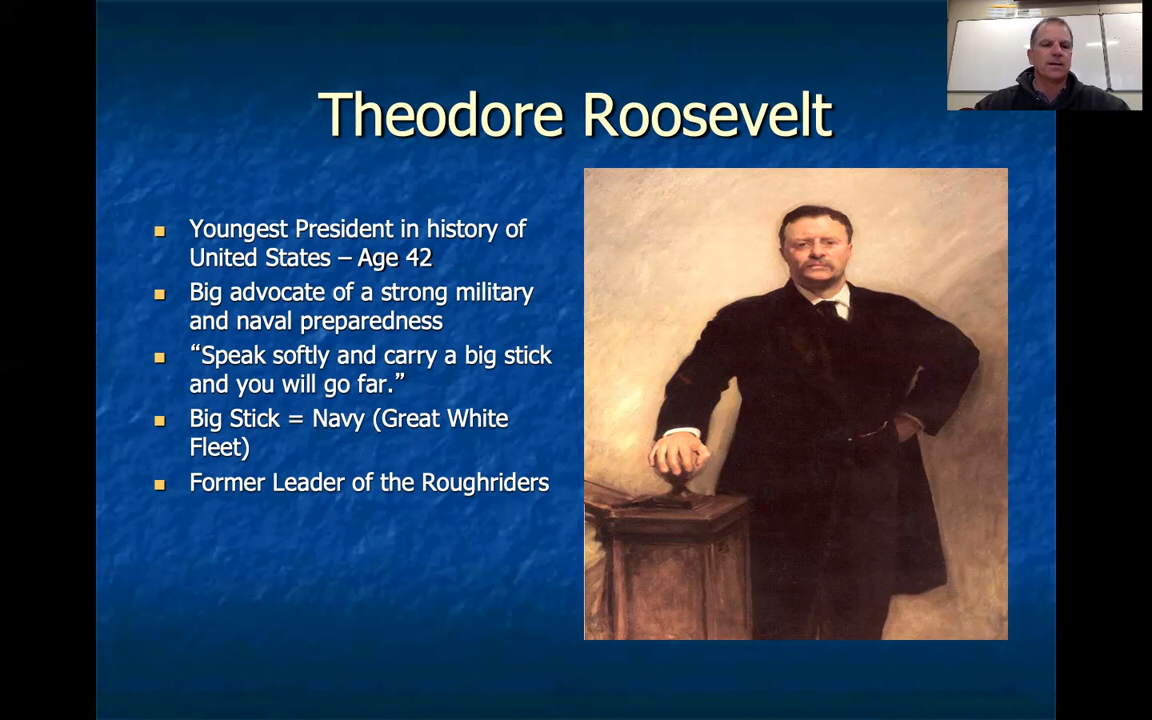 Theodore Roosevelt
Youngest President in history of
United States – Age 42
Big advocate of a strong military
and naval preparedness
“Speak softly and carry a big stick
and you will go far.”
Big Stick = Navy (Great White
Fleet)
Former Leader of the Roughriders